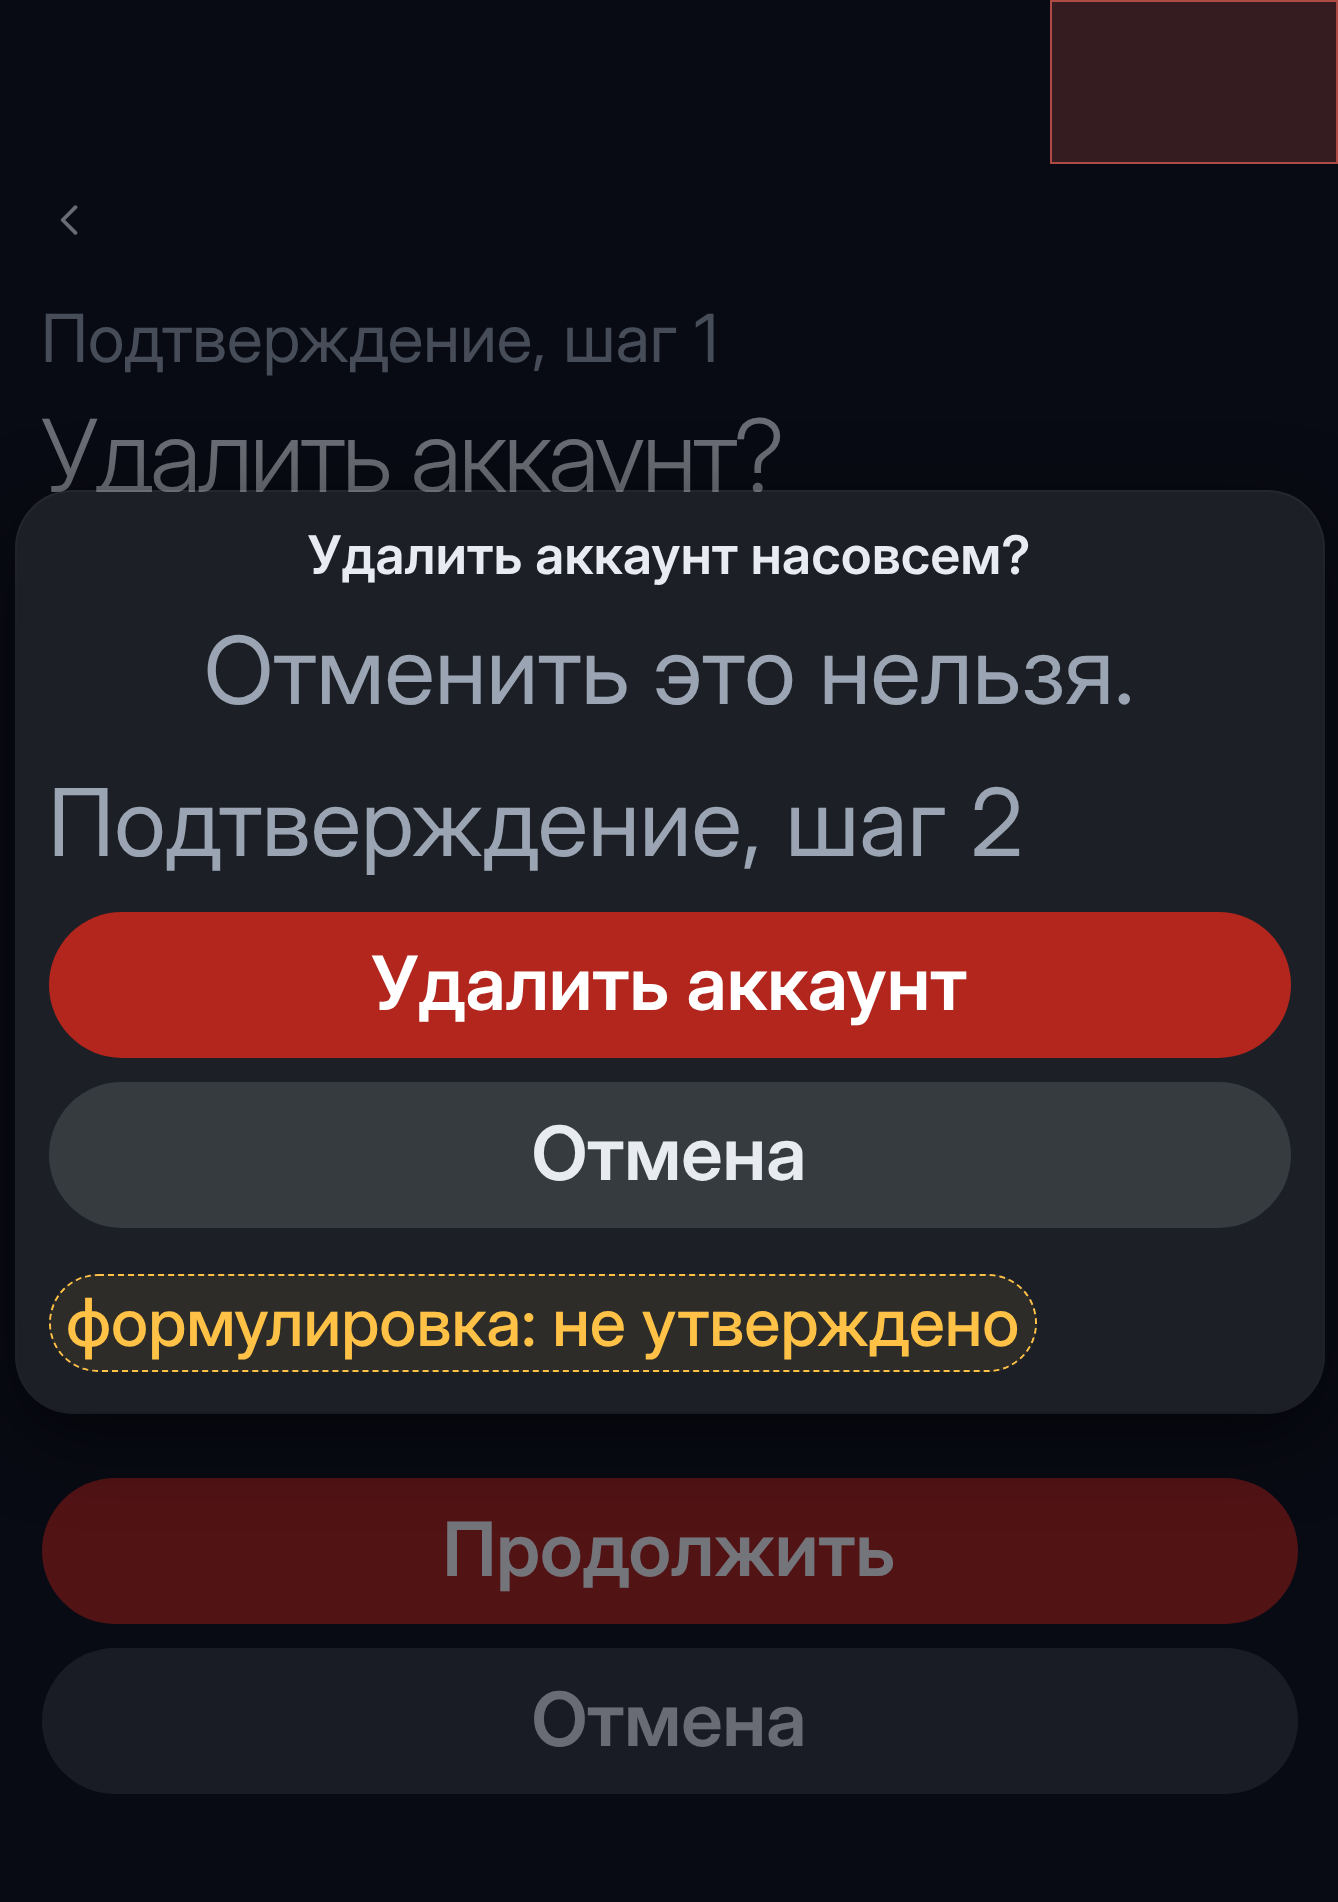 Подтверждение, шаг 1
Удалить аккаунт?
Удалить аккаунт насовсем?
Отменить это нельзя.
Подтверждение, шаг 2
Удалить аккаунт
Отмена
формулировка: не утверждено
Продолжить
Отмена